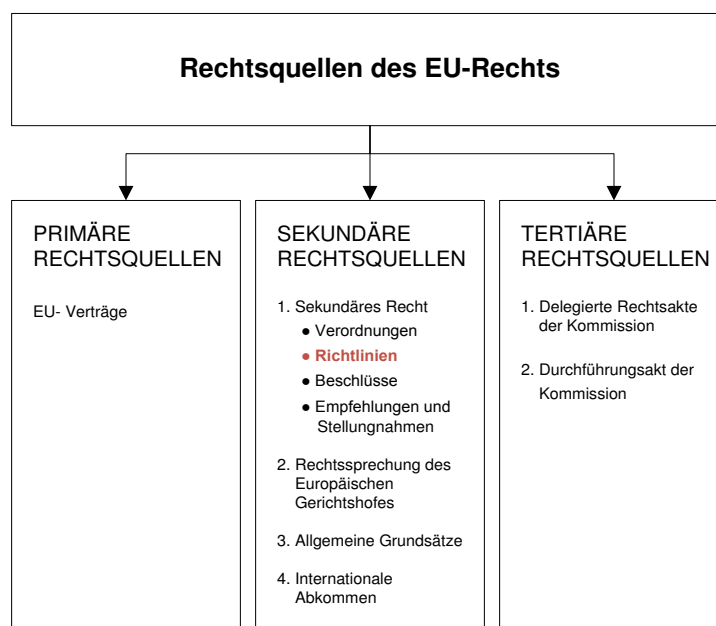 Rechtsquellen des EU-Rechts
PRIMÄRE
RECHTSQUELLEN
EU- Verträge
SEKUNDÄRE
RECHTSQUELLEN
1. Sekundäres Recht
● Verordnungen
● Richtlinien
● Beschlüsse
● Empfehlungen und
Stellungnahmen
2. Rechtssprechung des
Europäischen
Gerichtshofes
3. Allgemeine Grundsätze
4. Internationale
Abkommen
TERTIÄRE
RECHTSQUELLEN
1. Delegierte Rechtsakte
der Kommission
2. Durchführungsakt der
Kommission